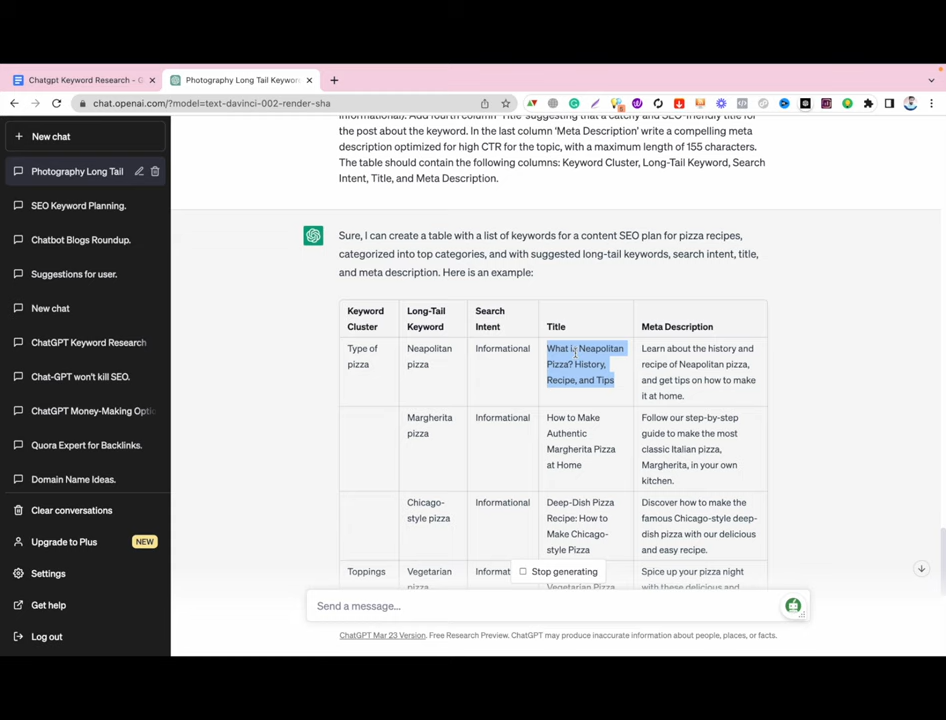 Chatgpt Keyword Research - G
Photography Long Tail Keywor
chat.openai.com/?model=text-davinci-002-render-sha
New chat
Photography Long Tail
SEO Keyword Planning.
Chatbot Blogs Roundup.
Suggestions for user.
New chat
ChatGPT Keyword Research
Chat-GPT won't kill SEO.
ChatGPT Money-Making Optio
Quora Expert for Backlinks.
Domain Name Ideas.
Clear conversations
Upgrade to Plus NEW
Settings
Get help
Log out
Informational). Add fourth column 'Title' suggesting that a catchy and SEO-friendly title for
the post about the keyword. In the last column 'Meta Description' write a compelling meta
description optimized for high CTR for the topic, with a maximum length of 155 characters.
The table should contain the following columns: Keyword Cluster, Long-Tail Keyword, Search
Intent, Title, and Meta Description.
Sure, I can create a table with a list of keywords for a content SEO plan for pizza recipes,
categorized into top categories, and with suggested long-tail keywords, search intent, title,
and meta description. Here is an example:
Keyword
Cluster
Long-Tail
Keyword
Search
Intent
Title
Meta Description
Type of
pizza
Neapolitan
pizza
Informational
What is Neapolitan
Pizza? History,
Recipe, and Tips
Learn about the history and
recipe of Neapolitan pizza,
and get tips on how to make
it at home.
Margherita
pizza
Informational
How to Make
Authentic
Margherita Pizza
at Home
Follow our step-by-step
guide to make the most
classic Italian pizza,
Margherita, in your own
kitchen.
Chicago-
style pizza
Informational
Deep-Dish Pizza
Recipe: How to
Make Chicago-
style Pizza
Discover how to make the
famous Chicago-style deep-
dish pizza with our delicious
and easy recipe.
Toppings
Vegetarian
pizza
Informat
Vegetarian Pizza
Spice up your pizza night
with these delicious and
Stop generating
Send a message...
ChatGPT Mar 23 Version. Free Research Preview. ChatGPT may produce inaccurate information about people, places, or facts.